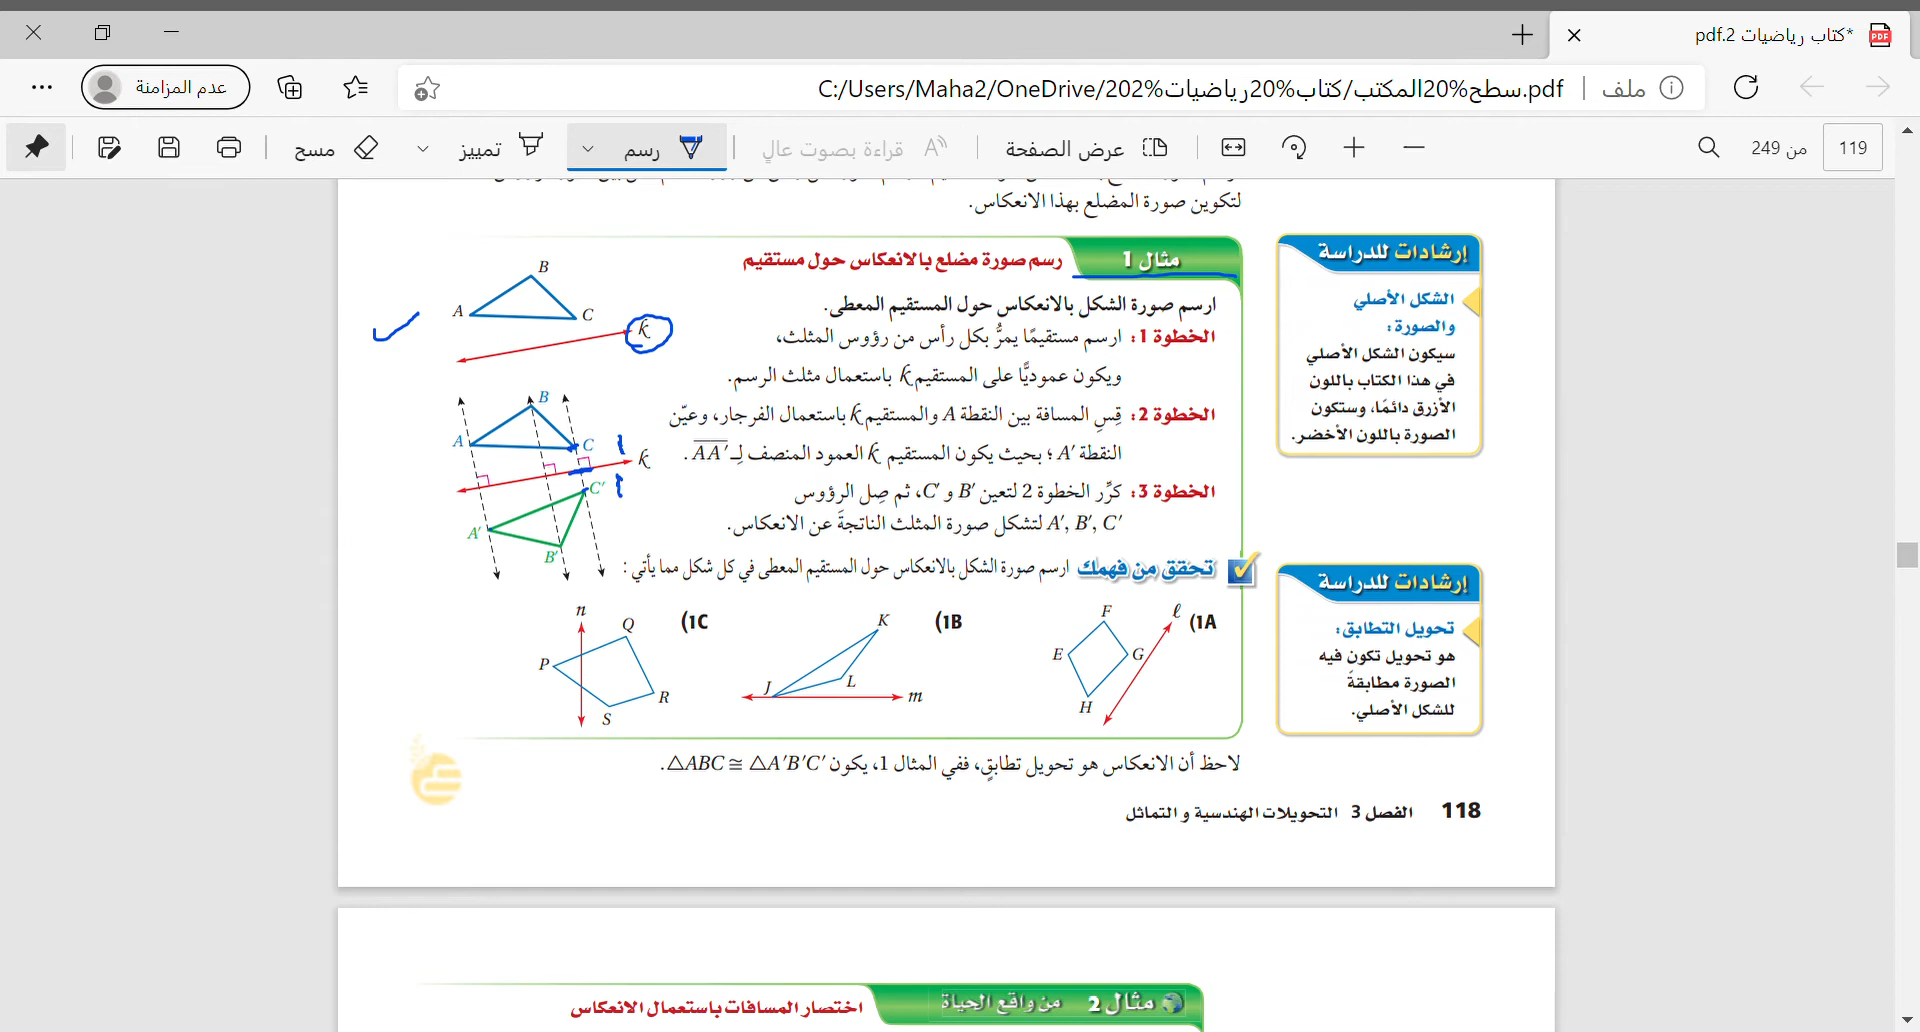 *كتاب رياضيات 2.pdf
ملف
C:/Users/Maha2/OneDrive/سطح%20المكتب/كتاب%20رياضيات%202.pdf
عدم المزامنة
119 من 249
عرض الصفحة
قراءة بصوت عالٍ
رسم
تمييز
مسح
لتكوين صورة المضلع بهذا الانعكاس.
مثال 1 رسم صورة مضلع بالانعكاس حول مستقيم
ارسم صورة الشكل بالانعكاس حول المستقيم المعطى.
الخطوة 1: ارسم مستقيمًا يمرُّ بكل رأس من رؤوس المثلث،
ويكون عموديًّا على المستقيم k باستعمال مثلث الرسم.
الخطوة 2: قِسِ المسافة بين النقطة A والمستقيم k باستعمال الفرجار، وعيّن
النقطة A′ ؛ بحيث يكون المستقيم k العمود المنصف لِـ AA′ .
الخطوة 3: كرِّر الخطوة 2 لتعين B′ و C′، ثم صِل الرؤوس
A′, B′, C′ لتشكل صورة المثلث الناتجةَ عن الانعكاس.
A B C k
A B C k
A′ B′ C′
1
1
تحقق من فهمك ارسم صورة الشكل بالانعكاس حول المستقيم المعطى في كل شكل مما يأتي :
(1A
F ℓ E G H
(1B
K J L m
(1C
n Q P R S
لاحظ أن الانعكاس هو تحويل تطابقٍ، ففي المثال 1، يكون △ABC ≅ △A′B′C′.
118 الفصل 3 التحويلات الهندسية و التماثل
إرشادات للدراسة
الشكل الأصلي
والصورة:
سيكون الشكل الأصلي
في هذا الكتاب باللون
الأزرق دائمًا، وستكون
الصورة باللون الأخضر.
إرشادات للدراسة
تحويل التطابق:
هو تحويل تكون فيه
الصورة مطابقةً
للشكل الأصلي.
مثال 2 من واقع الحياة اختصار المسافات باستعمال الانعكاس